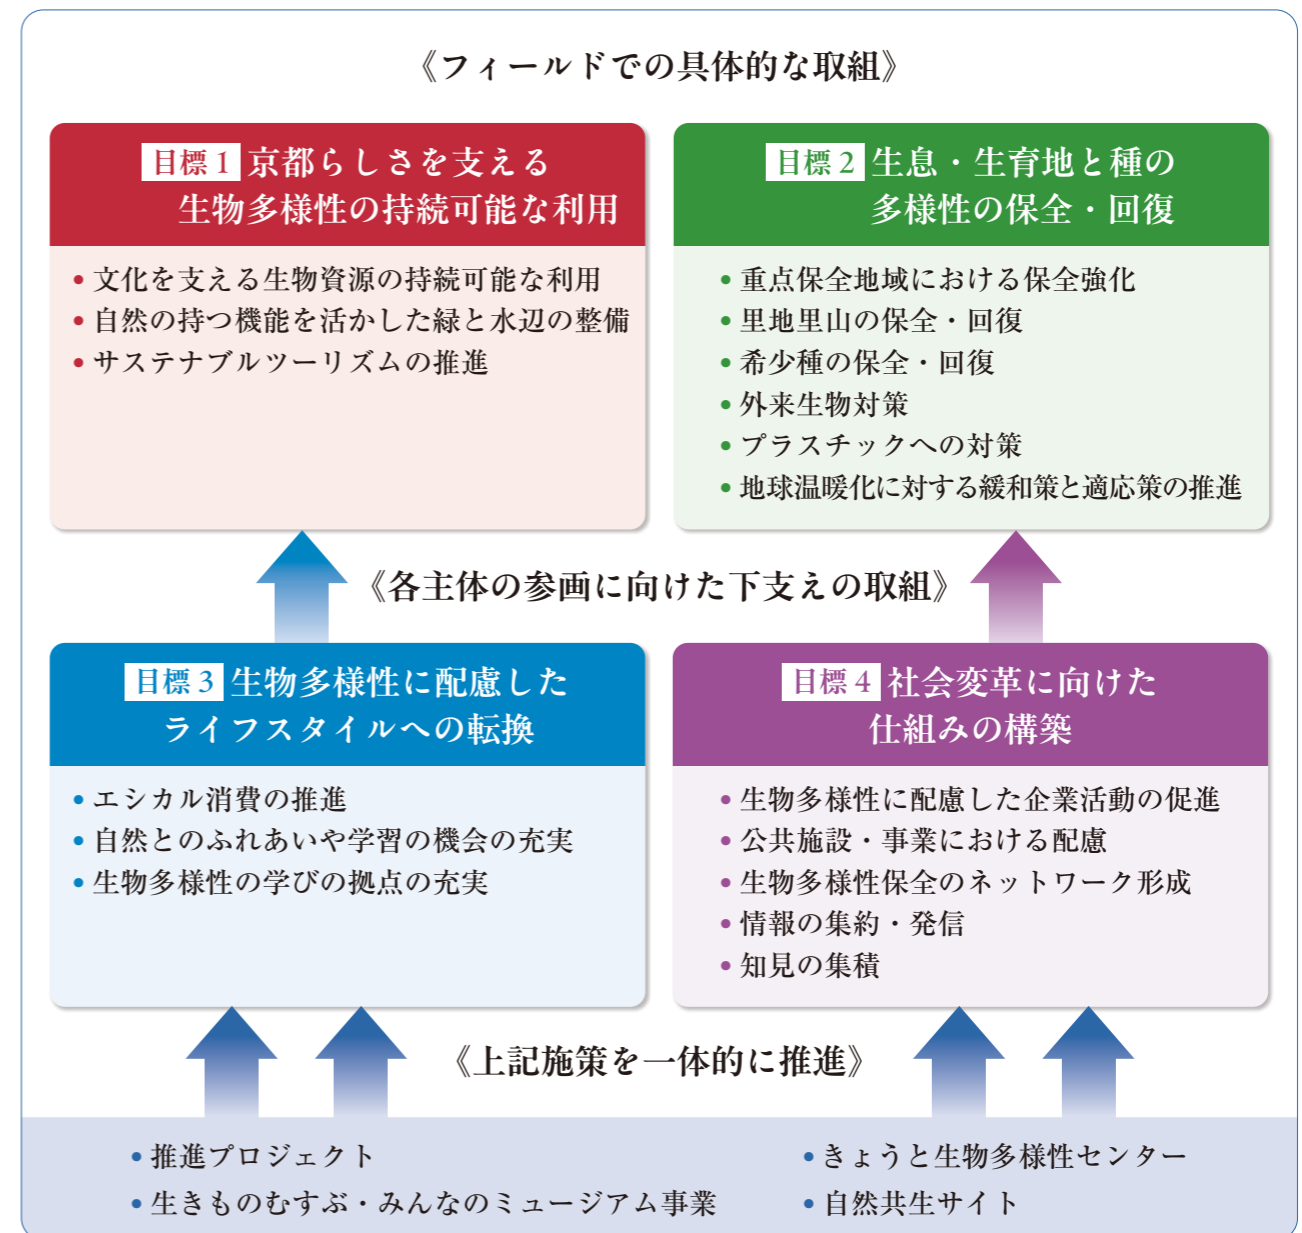 《フィールドでの具体的な取組》
目標1 京都らしさを支える
生物多様性の持続可能な利用
• 文化を支える生物資源の持続可能な利用
• 自然の持つ機能を活かした緑と水辺の整備
• サステナブルツーリズムの推進
目標2 生息・生育地と種の
多様性の保全・回復
• 重点保全地域における保全強化
• 里地里山の保全・回復
• 希少種の保全・回復
• 外来生物対策
• プラスチックへの対策
• 地球温暖化に対する緩和策と適応策の推進
《各主体の参画に向けた下支えの取組》
目標3 生物多様性に配慮した
ライフスタイルへの転換
• エシカル消費の推進
• 自然とのふれあいや学習の機会の充実
• 生物多様性の学びの拠点の充実
目標4 社会変革に向けた
仕組みの構築
• 生物多様性に配慮した企業活動の促進
• 公共施設・事業における配慮
• 生物多様性保全のネットワーク形成
• 情報の集約・発信
• 知見の集積
《上記施策を一体的に推進》
• 推進プロジェクト
• 生きものむすぶ・みんなのミュージアム事業
• きょうと生物多様性センター
• 自然共生サイト